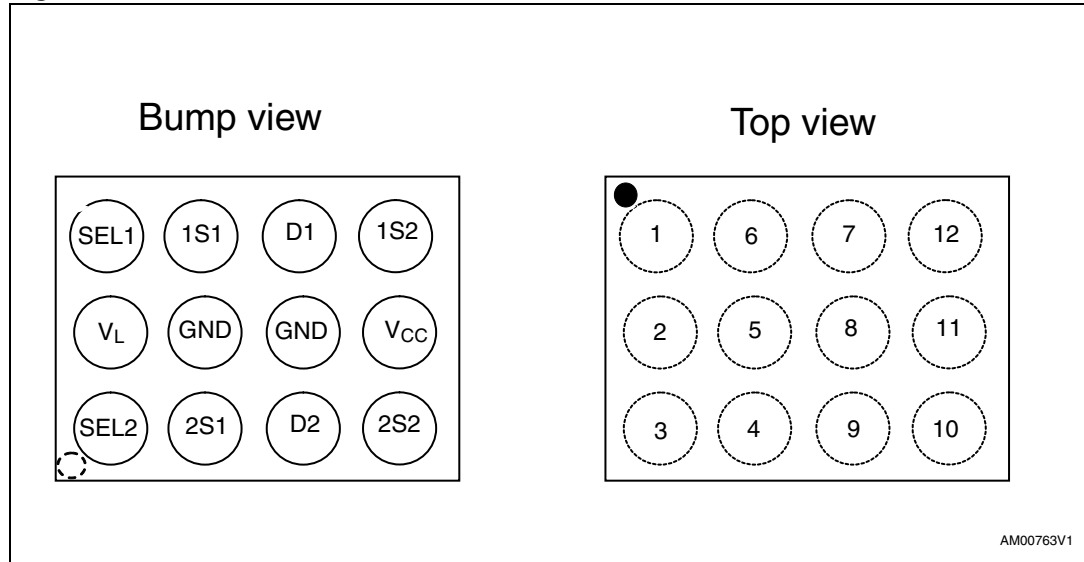 Bump view
SEL1 1S1 D1 1S2
VL GND GND VCC
SEL2 2S1 D2 2S2
Top view
1 6 7 12
2 5 8 11
3 4 9 10
AM00763V1